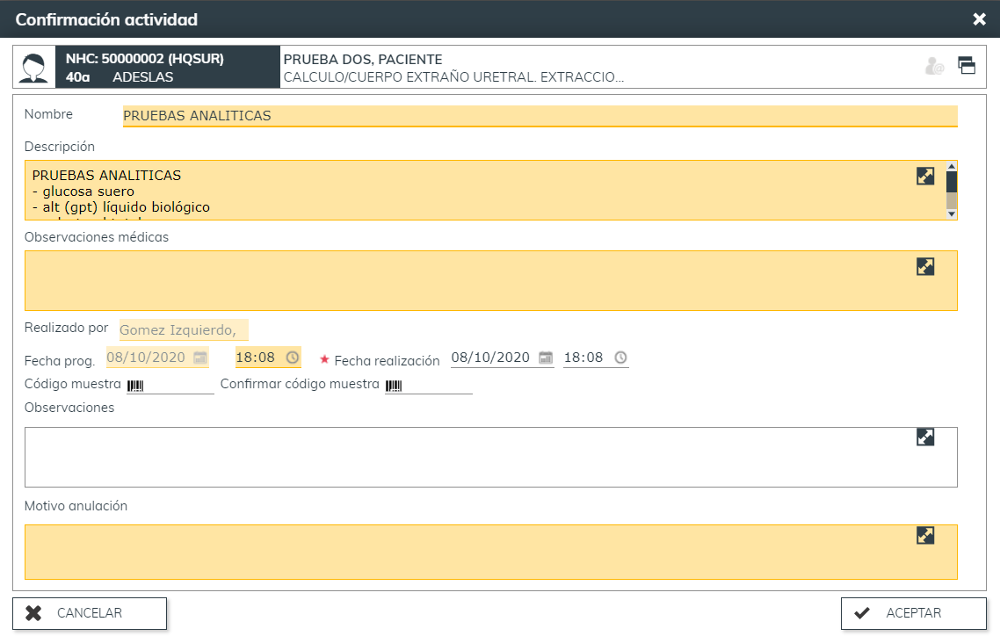 Confirmación actividad
NHC: 50000002 (HQSUR)
40a ADESLAS
PRUEBA DOS, PACIENTE
CALCULO/CUERPO EXTRAÑO URETRAL. EXTRACCIO...
Nombre PRUEBAS ANALITICAS
Descripción
PRUEBAS ANALITICAS
- glucosa suero
- alt (gpt) líquido biológico
Observaciones médicas
Realizado por Gomez Izquierdo,
Fecha prog. 08/10/2020 18:08 ★ Fecha realización 08/10/2020 18:08
Código muestra Confirmar código muestra
Observaciones
Motivo anulación
CANCELAR ACEPTAR